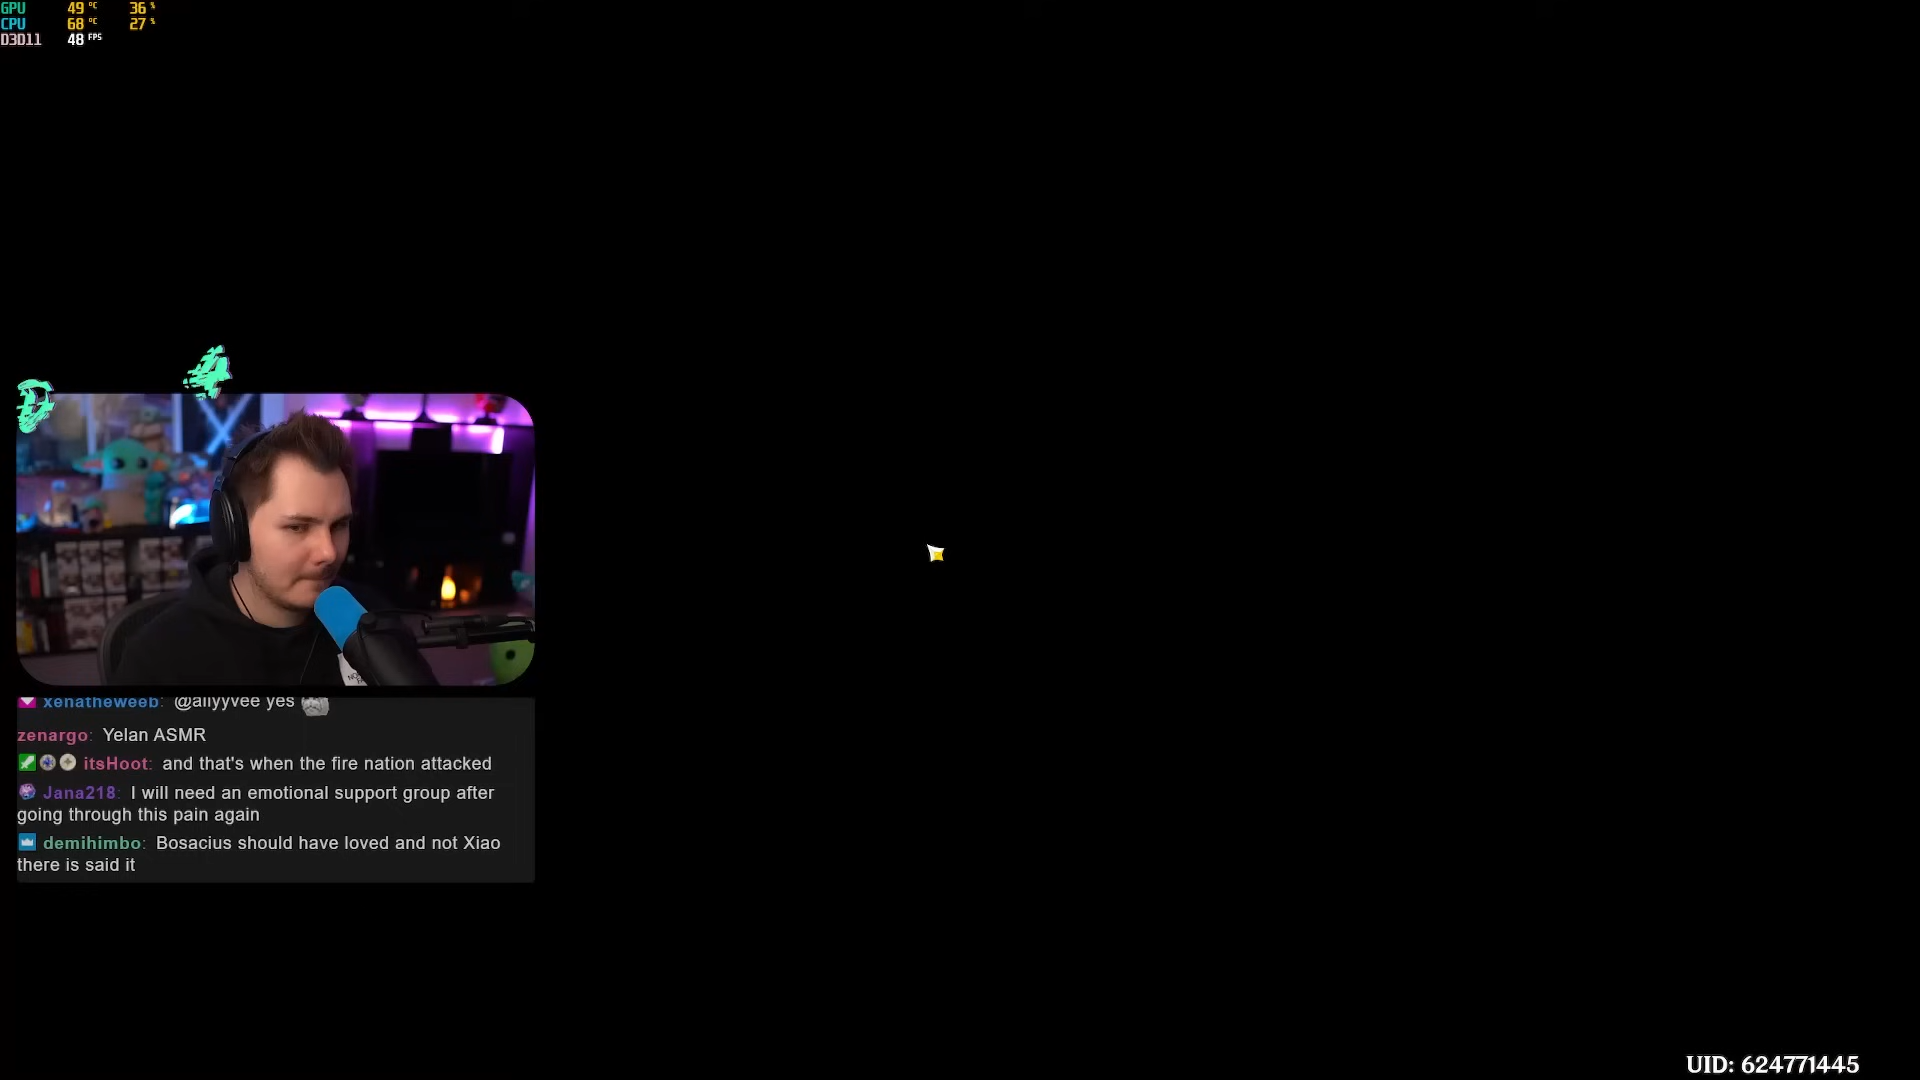 GPU 49 °C 36 %
CPU 68 °C 27 %
D3D11 48 FPS
D 4
xenatheweeb: @allyyvee yes
zenargo: Yelan ASMR
itsHoot: and that's when the fire nation attacked
Jana218: I will need an emotional support group after
going through this pain again
demihimbo: Bosacius should have loved and not Xiao
there is said it
UID: 624771445